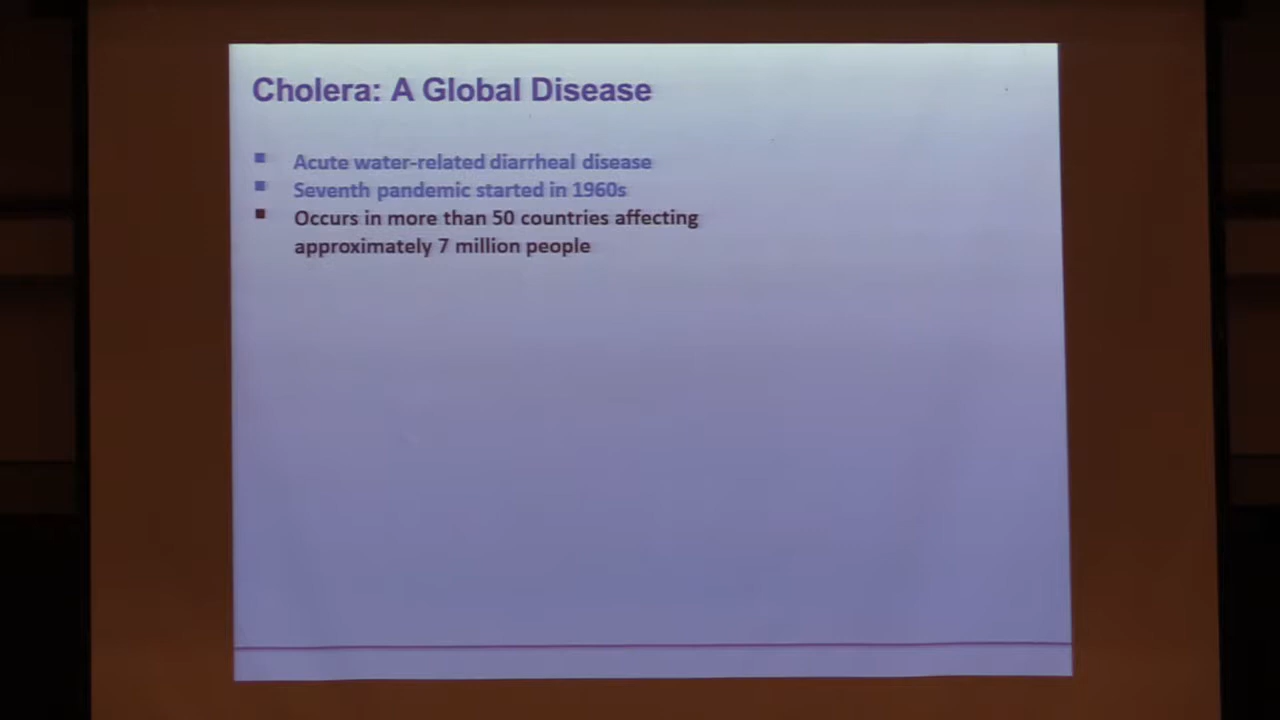 Cholera: A Global Disease
Acute water-related diarrheal disease
Seventh pandemic started in 1960s
Occurs in more than 50 countries affecting
approximately 7 million people